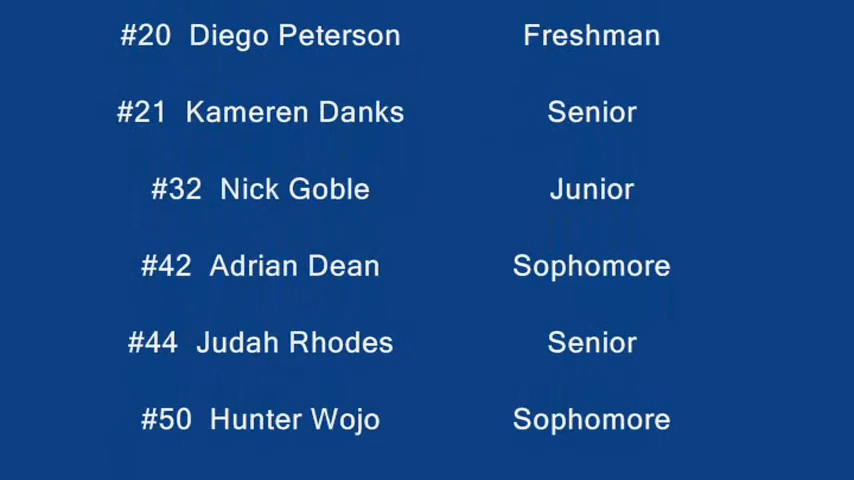 #20 Diego Peterson Freshman
#21 Kameren Danks Senior
#32 Nick Goble Junior
#42 Adrian Dean Sophomore
#44 Judah Rhodes Senior
#50 Hunter Wojo Sophomore